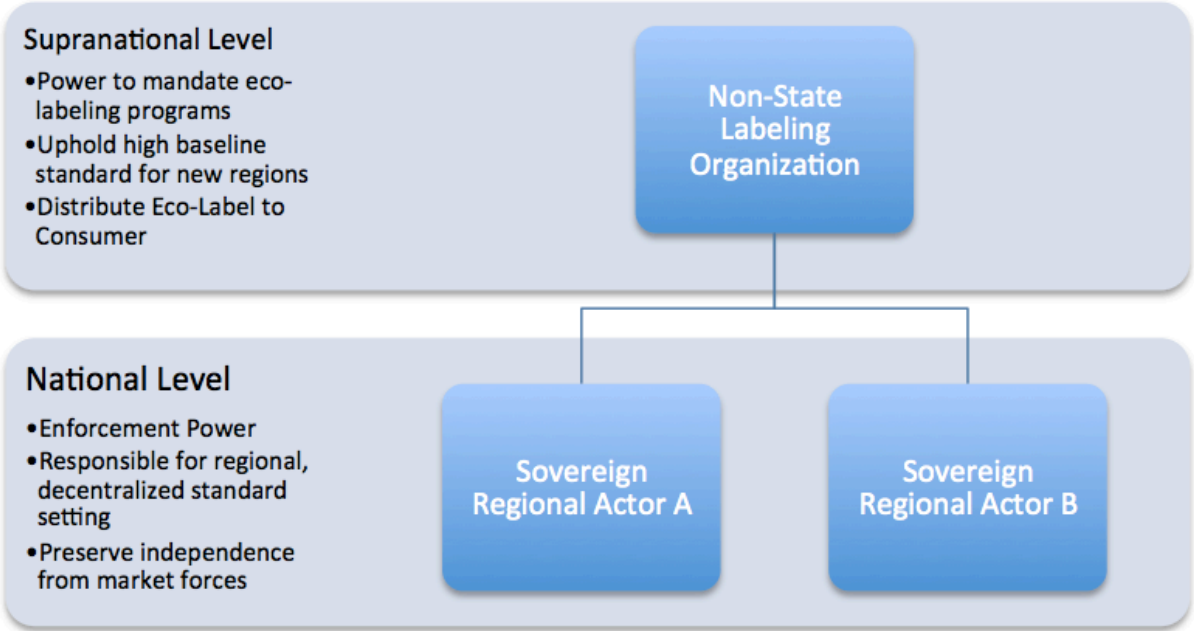 Supranational Level
•Power to mandate eco-
labeling programs
•Uphold high baseline
standard for new regions
•Distribute Eco-Label to
Consumer
Non-State
Labeling
Organization
National Level
•Enforcement Power
•Responsible for regional,
decentralized standard
setting
•Preserve independence
from market forces
Sovereign
Regional Actor A
Sovereign
Regional Actor B